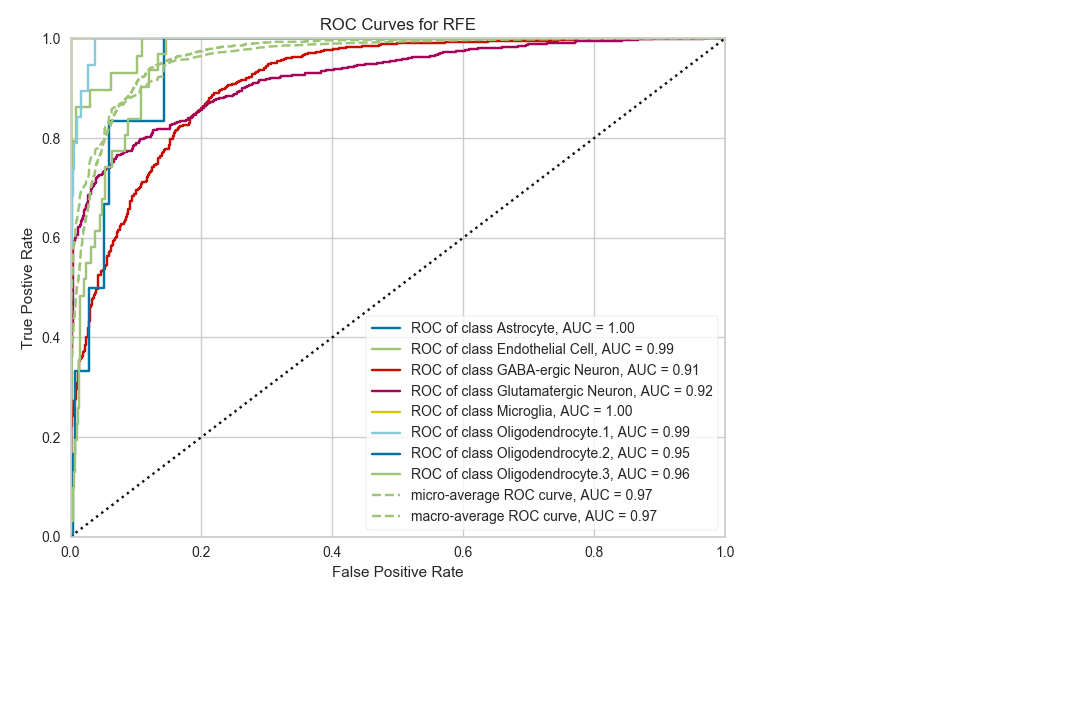 ROC Curves for RFE
True Postive Rate
1.0
0.8
0.6
0.4
0.2
0.0
ROC of class Astrocyte, AUC = 1.00
ROC of class Endothelial Cell, AUC = 0.99
ROC of class GABA-ergic Neuron, AUC = 0.91
ROC of class Glutamatergic Neuron, AUC = 0.92
ROC of class Microglia, AUC = 1.00
ROC of class Oligodendrocyte.1, AUC = 0.99
ROC of class Oligodendrocyte.2, AUC = 0.95
ROC of class Oligodendrocyte.3, AUC = 0.96
micro-average ROC curve, AUC = 0.97
macro-average ROC curve, AUC = 0.97
0.0 0.2 0.4 0.6 0.8 1.0
False Positive Rate